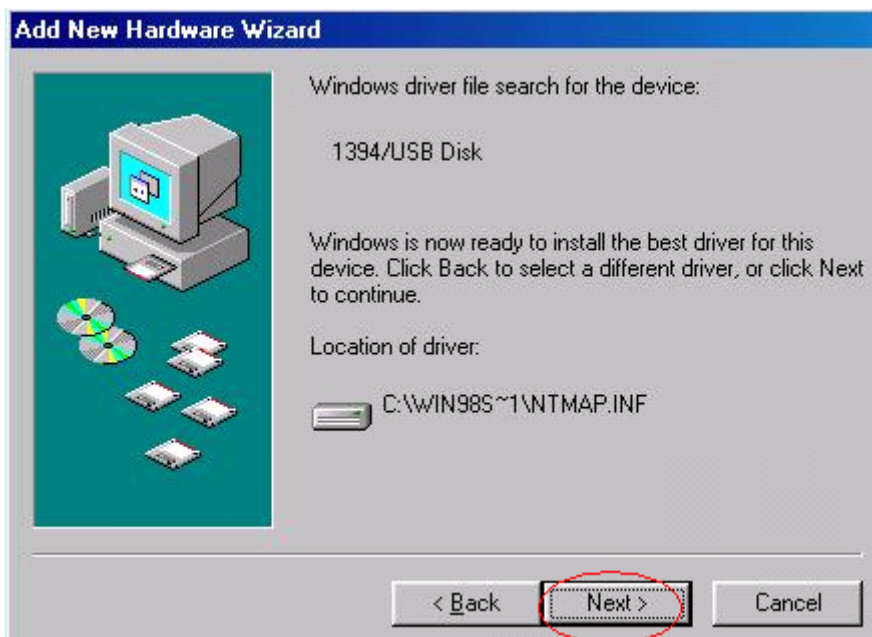 Add New Hardware Wizard
Windows driver file search for the device:
1394/USB Disk
Windows is now ready to install the best driver for this
device. Click Back to select a different driver, or click Next
to continue.
Location of driver:
C:\WIN98S~1\NTMAP.INF
< Back
Next >
Cancel